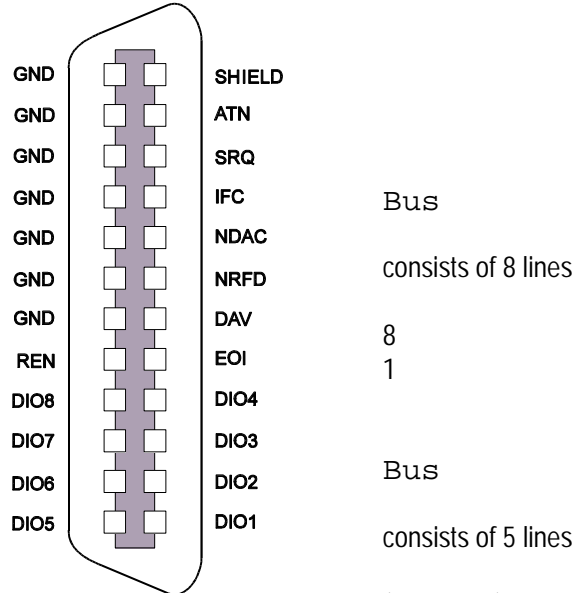 GND SHIELD
GND ATN
GND SRQ
GND IFC
GND NDAC
GND NRFD
GND DAV
REN EOI
DIO8 DIO4
DIO7 DIO3
DIO6 DIO2
DIO5 DIO1
Bus
consists of 8 lines
8
1
Bus
consists of 5 lines